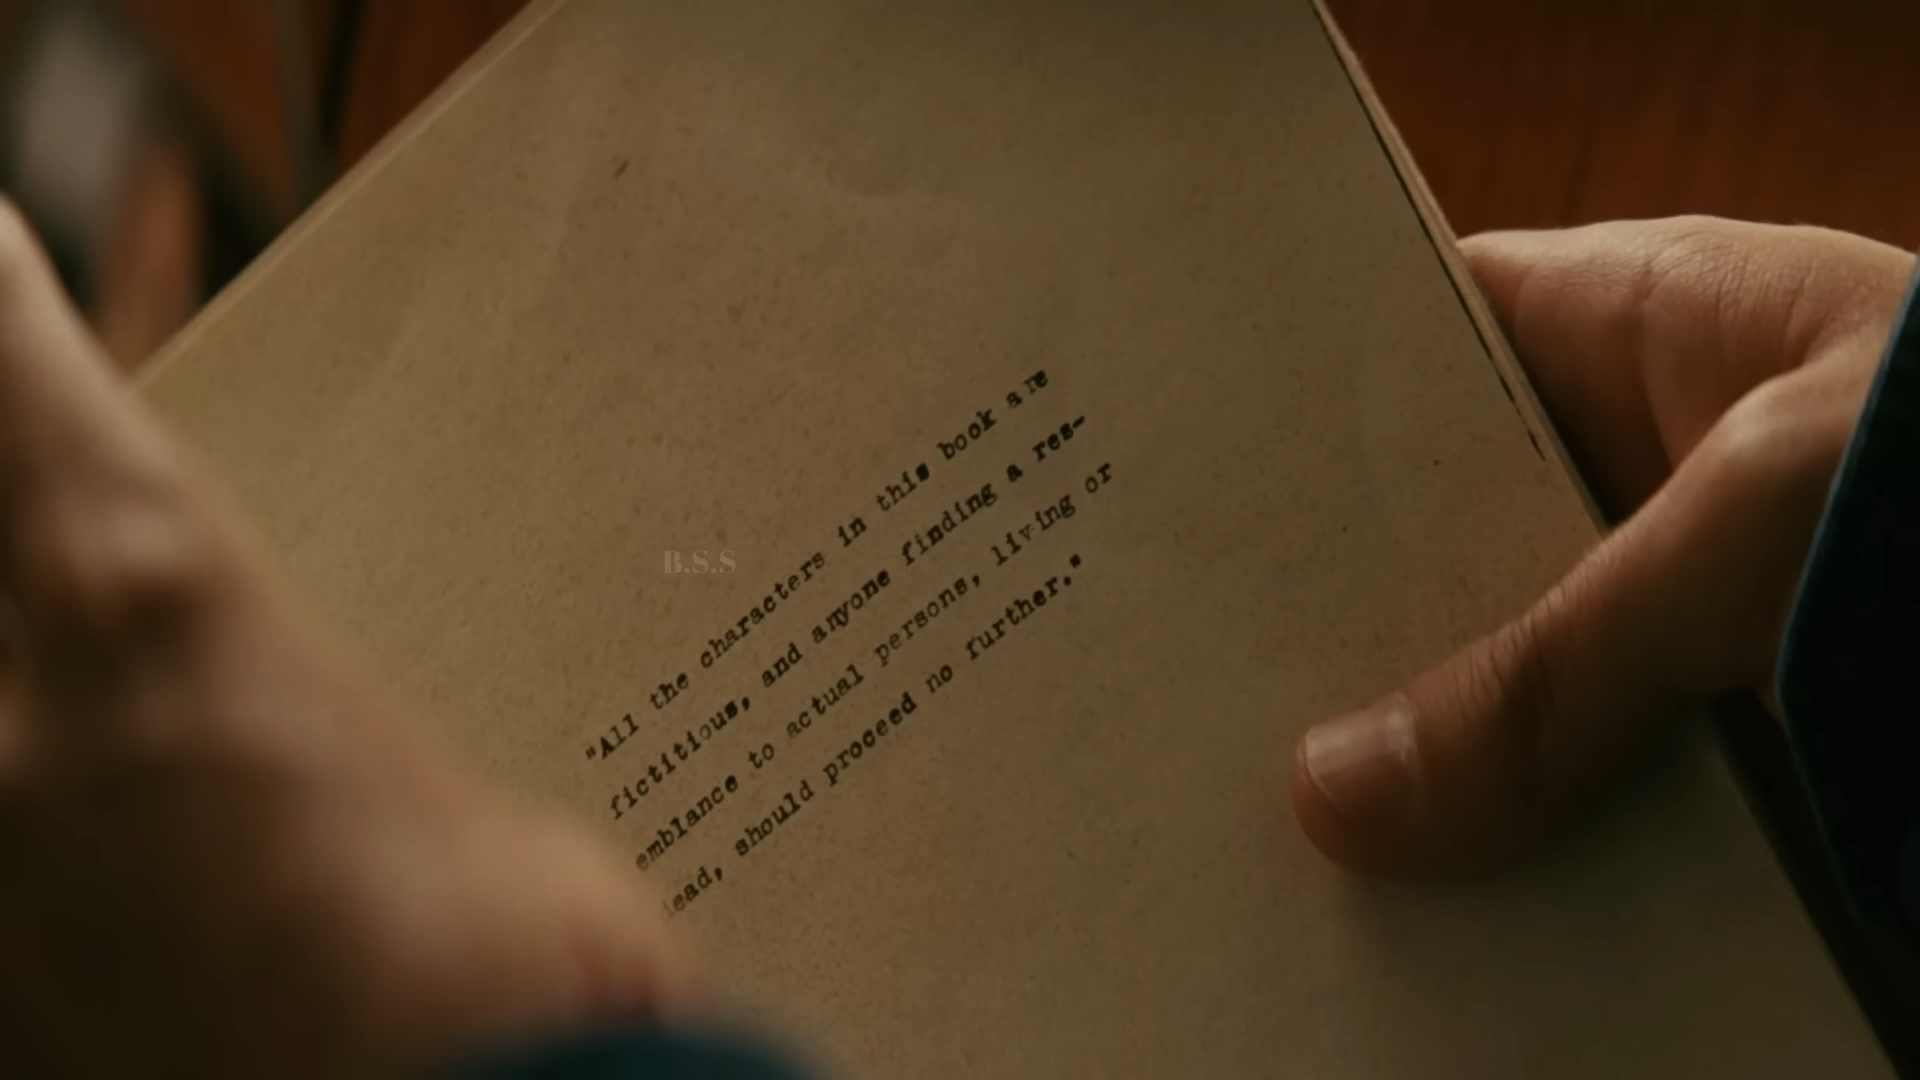 "All the characters in this book are
fictitious, and anyone finding a res-
emblance to actual persons, living or
dead, should proceed no further."
B.S.S